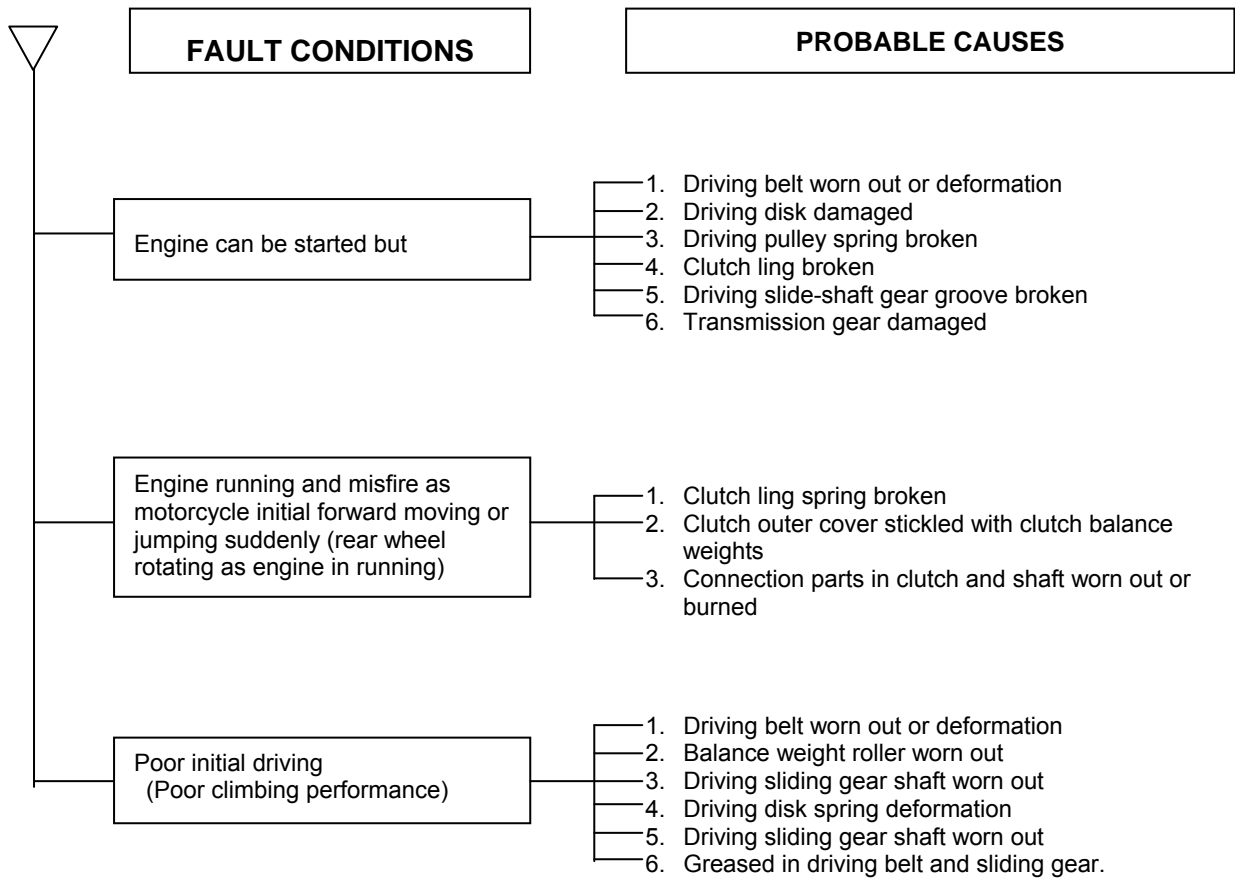 FAULT CONDITIONS
PROBABLE CAUSES
Engine can be started but
1. Driving belt worn out or deformation
2. Driving disk damaged
3. Driving pulley spring broken
4. Clutch ling broken
5. Driving slide-shaft gear groove broken
6. Transmission gear damaged
Engine running and misfire as
motorcycle initial forward moving or
jumping suddenly (rear wheel
rotating as engine in running)
1. Clutch ling spring broken
2. Clutch outer cover stickled with clutch balance
weights
3. Connection parts in clutch and shaft worn out or
burned
Poor initial driving
(Poor climbing performance)
1. Driving belt worn out or deformation
2. Balance weight roller worn out
3. Driving sliding gear shaft worn out
4. Driving disk spring deformation
5. Driving sliding gear shaft worn out
6. Greased in driving belt and sliding gear.